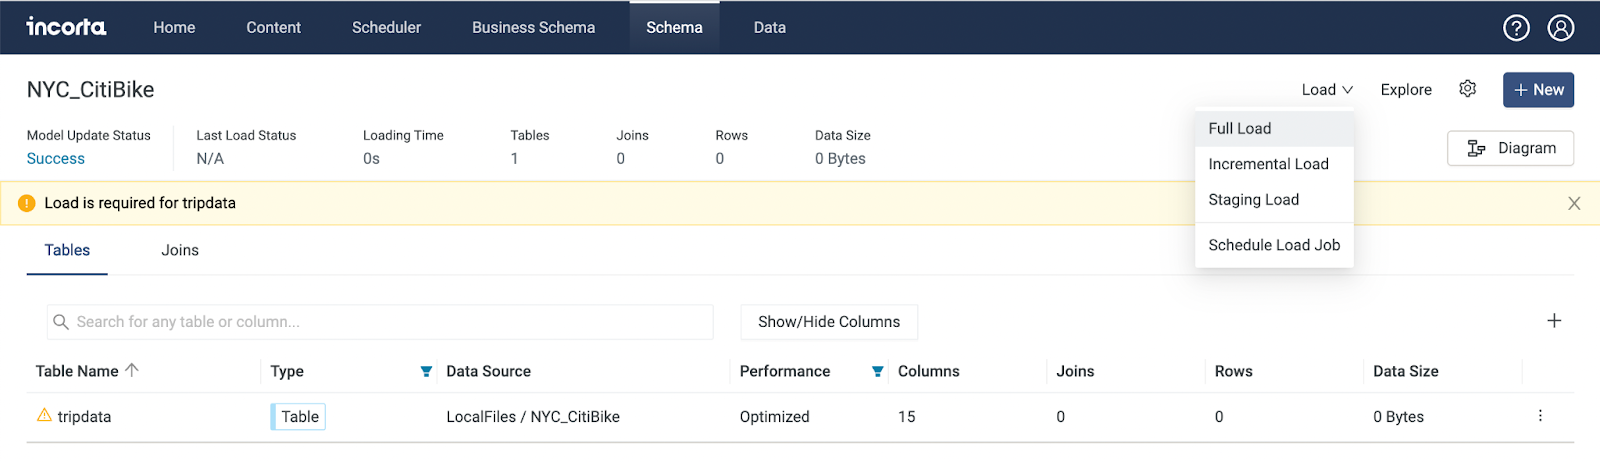 incorta Home Content Scheduler Business Schema Schema Data
NYC_CitiBike Load Explore + New
Model Update Status Last Load Status Loading Time Tables Joins Rows Data Size
Success N/A 0s 1 0 0 0 Bytes
Full Load
Incremental Load
Staging Load
Schedule Load Job
Diagram
Load is required for tripdata
Tables Joins
Search for any table or column... Show/Hide Columns
Table Name Type Data Source Performance Columns Joins Rows Data Size
tripdata Table LocalFiles / NYC_CitiBike Optimized 15 0 0 0 Bytes